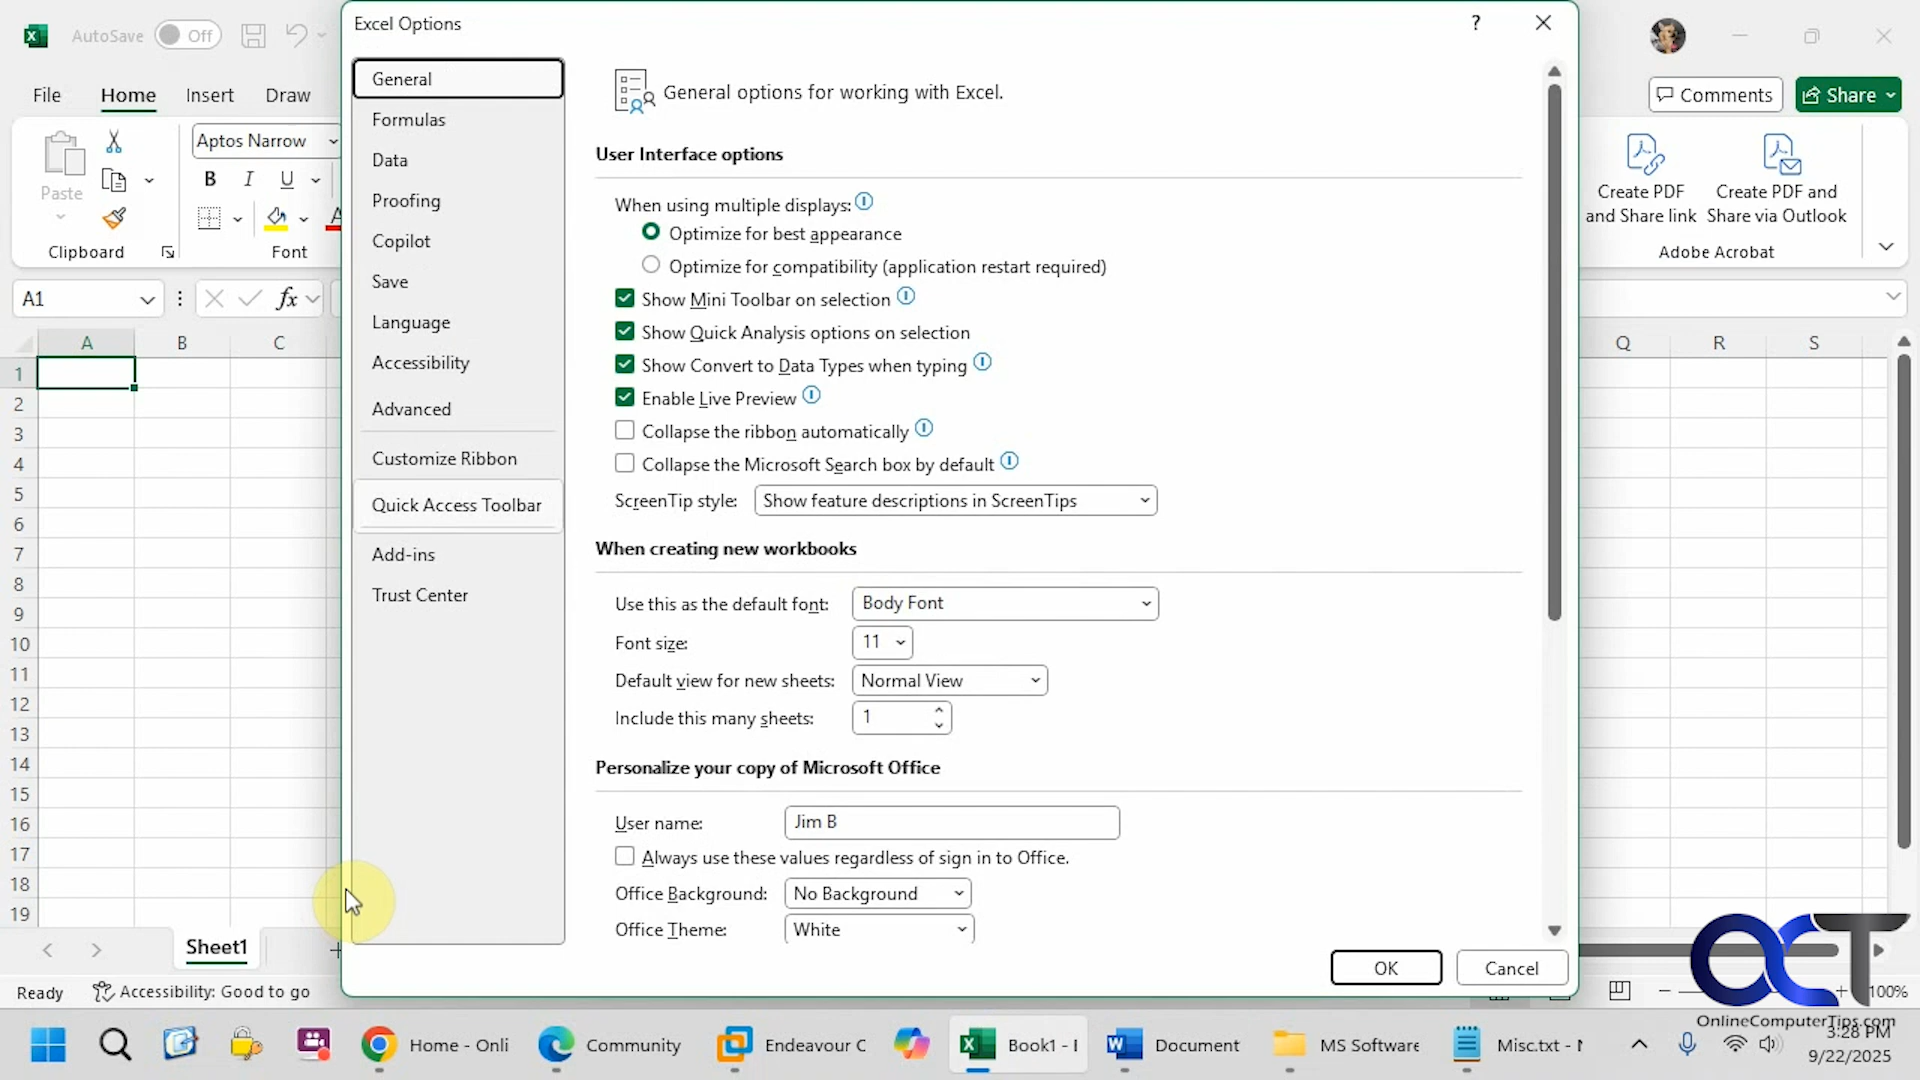 Excel Options
?
AutoSave Off
File Home Insert Draw
Comments Share
Paste
Aptos Narrow
B I U
A
Clipboard Font
Create PDF and Share link
Create PDF and Share via Outlook
Adobe Acrobat
A1 fx
A B C Q R S
1
2
3
4
5
6
7
8
9
10
11
12
13
14
15
16
17
18
19
General
Formulas
Data
Proofing
Copilot
Save
Language
Accessibility
Advanced
Customize Ribbon
Quick Access Toolbar
Add-ins
Trust Center
General options for working with Excel.
User Interface options
When using multiple displays:
Optimize for best appearance
Optimize for compatibility (application restart required)
Show Mini Toolbar on selection
Show Quick Analysis options on selection
Show Convert to Data Types when typing
Enable Live Preview
Collapse the ribbon automatically
Collapse the Microsoft Search box by default
ScreenTip style: Show feature descriptions in ScreenTips
When creating new workbooks
Use this as the default font: Body Font
Font size: 11
Default view for new sheets: Normal View
Include this many sheets: 1
Personalize your copy of Microsoft Office
User name: Jim B
Always use these values regardless of sign in to Office.
Office Background: No Background
Office Theme: White
OK Cancel
Sheet1
Ready Accessibility: Good to go
100%
OCT
OnlineComputerTips.com
Home - Onli
Community
Endeavour C
Book1 - E
Document
MS Software
Misc.txt - N
3:28 PM
9/22/2025